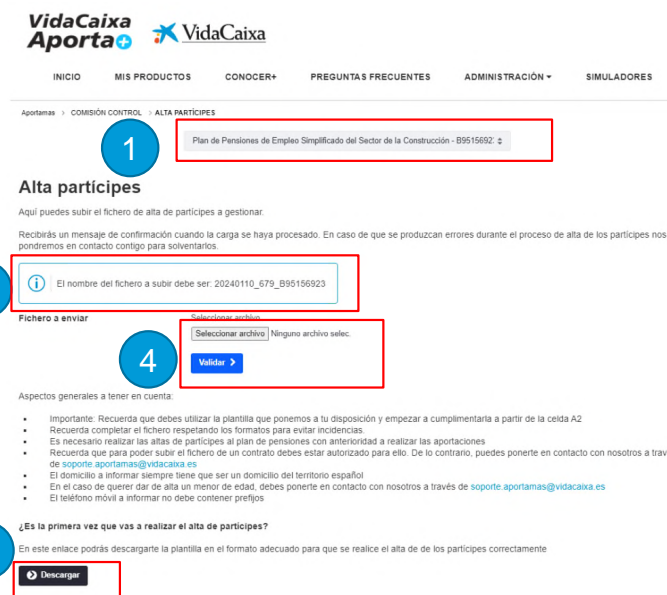 VidaCaixa
Aporta+
VidaCaixa
INICIO MIS PRODUCTOS CONOCER+ PREGUNTAS FRECUENTES ADMINISTRACIÓN SIMULADORES
Aportamas > COMISIÓN CONTROL > ALTA PARTÍCIPES
1
Plan de Pensiones de Empleo Simplificado del Sector de la Construcción - B9515692
Alta partícipes
Aquí puedes subir el fichero de alta de partícipes a gestionar.
Recibirás un mensaje de confirmación cuando la carga se haya procesado. En caso de que se produzcan errores durante el proceso de alta de los partícipes nos
pondremos en contacto contigo para solventarlos.
El nombre del fichero a subir debe ser: 20240110_679_B95156923
Fichero a enviar
Seleccionar archivo
Seleccionar archivo Ninguno archivo selec.
4
Validar
Aspectos generales a tener en cuenta:
Importante: Recuerda que debes utilizar la plantilla que ponemos a tu disposición y empezar a cumplimentarla a partir de la celda A2
Recuerda completar el fichero respetando los formatos para evitar incidencias.
Es necesario realizar las altas de partícipes al plan de pensiones con anterioridad a realizar las aportaciones
Recuerda que para poder subir el fichero de un contrato debes estar autorizado para ello. De lo contrario, puedes ponerte en contacto con nosotros a trav
de soporte.aportamas@vidacaixa.es
El domicilio a informar siempre tiene que ser un domicilio del territorio español
En el caso de querer dar de alta un menor de edad, debes ponerte en contacto con nosotros a través de soporte.aportamas@vidacaixa.es
El teléfono móvil a informar no debe contener prefijos
¿Es la primera vez que vas a realizar el alta de partícipes?
En este enlace podrás descargarte la plantilla en el formato adecuado para que se realice el alta de de los partícipes correctamente
Descargar